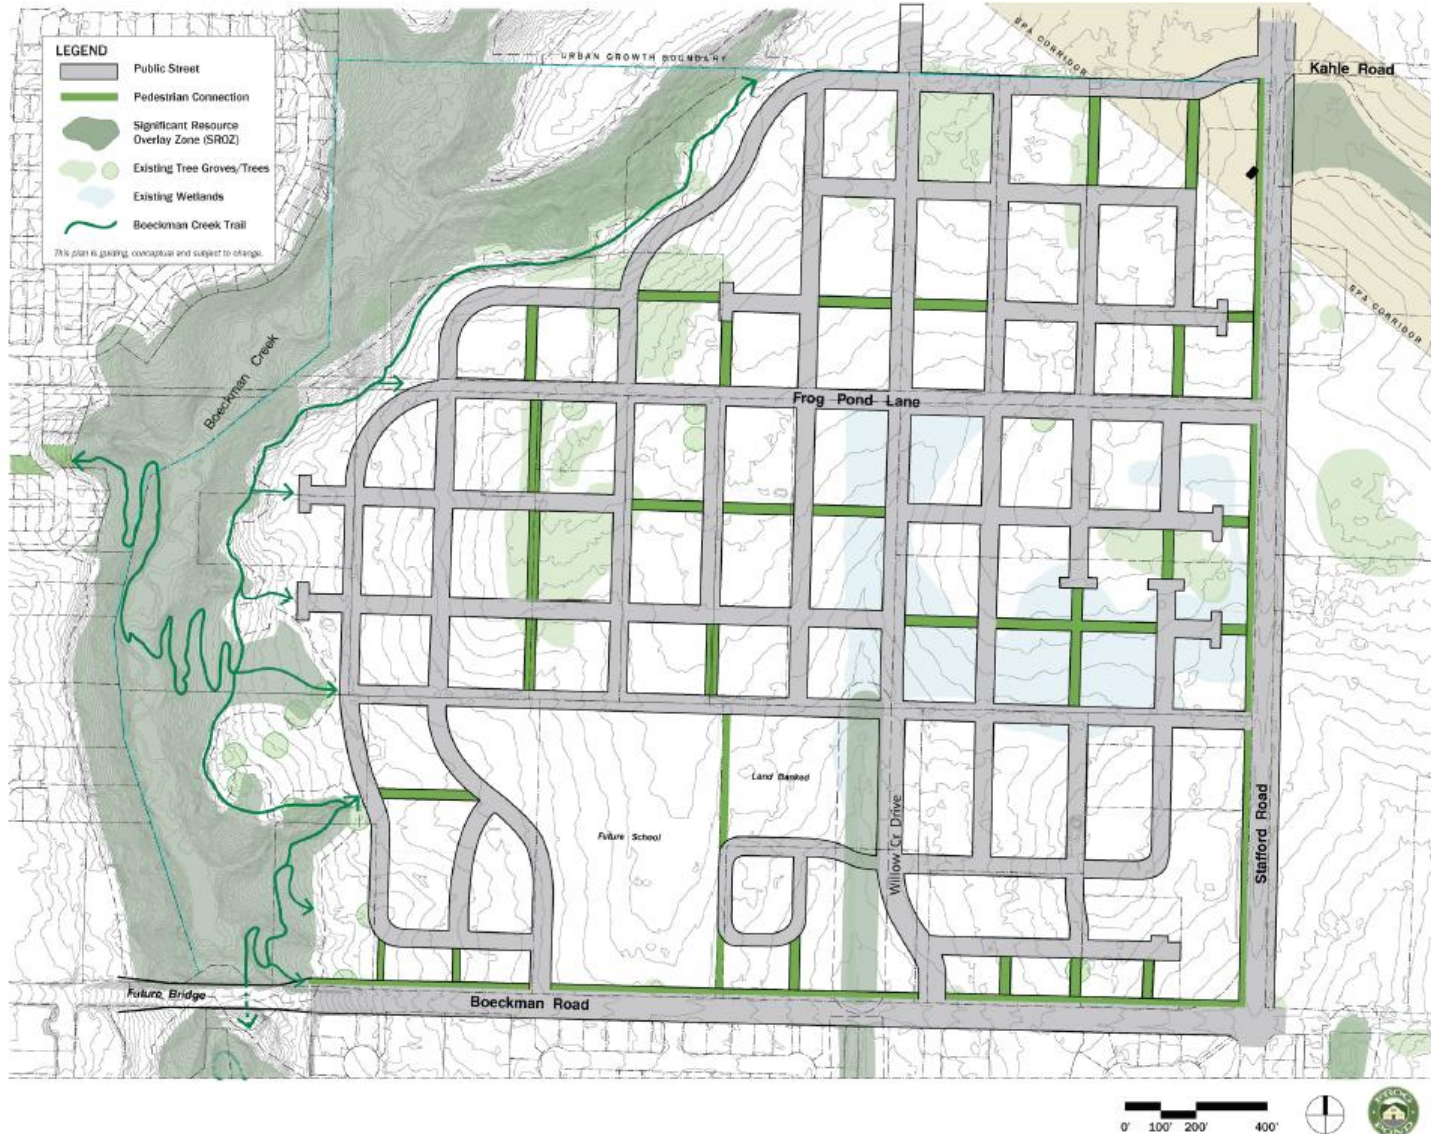 LEGEND
Public Street
Pedestrian Connection
Significant Resource
Overlay Zone (SROZ)
Existing Tree Groves/Trees
Existing Wetlands
Boeckman Creek Trail
This plan is guiding, conceptual and subject to change.
URBAN GROWTH BOUNDARY
BPA CORRIDOR
Kahle Road
BPA CORRIDOR
Boeckman Creek
Frog Pond Lane
Land Banked
Future School
Willow Cr Drive
Stafford Road
Future Bridge
Boeckman Road
0' 100' 200' 400'
FROG
POND